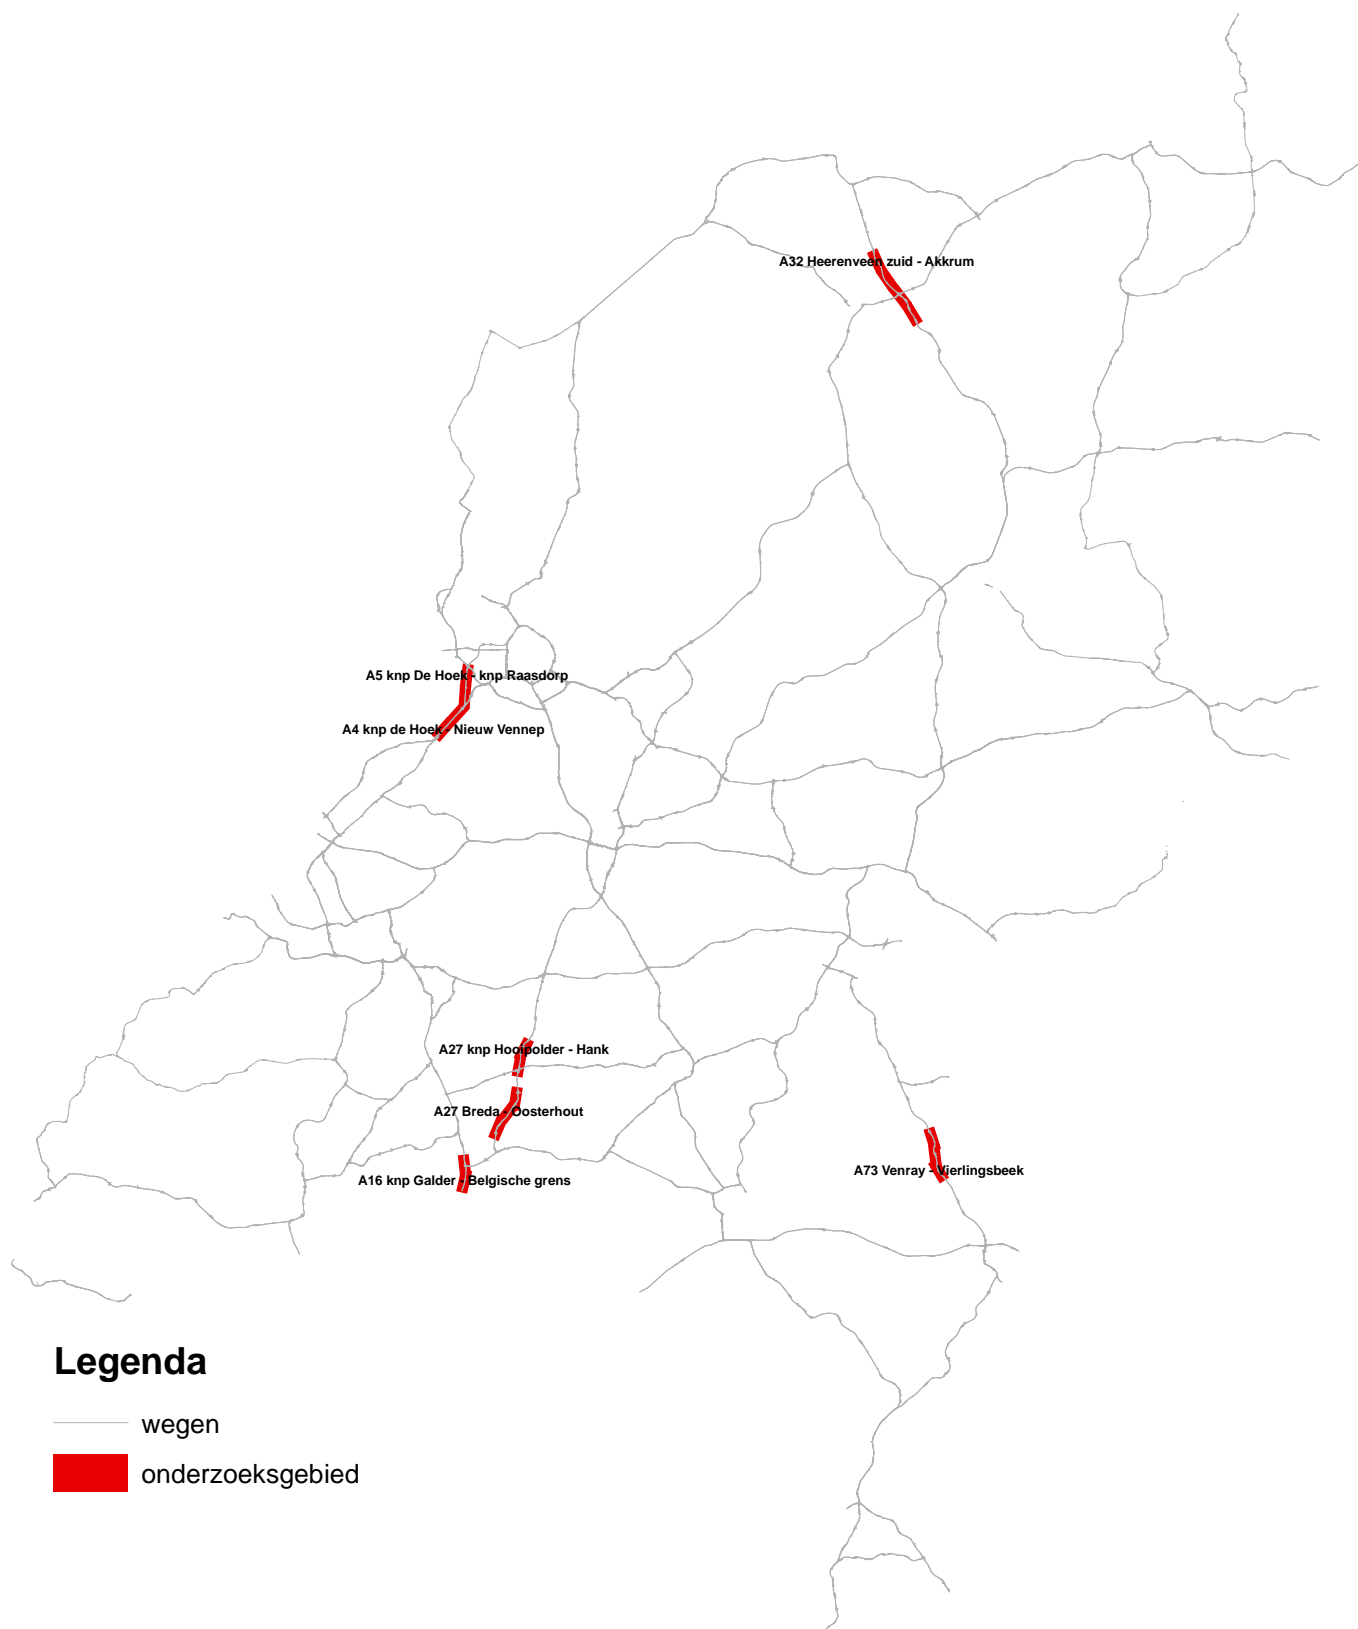 A32 Heerenveen zuid - Akkrum
A5 knp De Hoek - knp Raasdorp
A4 knp de Hoek - Nieuw Vennep
A27 knp Hooipolder - Hank
A27 Breda - Oosterhout
A73 Venray - Vierlingsbeek
A16 knp Galder - Belgische grens
Legenda
wegen
onderzoeksgebied